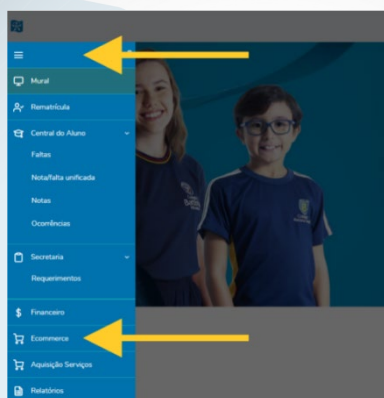 Mural
Rematrícula
Central do Aluno
Faltas
Nota/falta unificada
Notas
Ocorrências
Secretaria
Requerimentos
Financeiro
Ecommerce
Aquisição Serviços
Relatórios